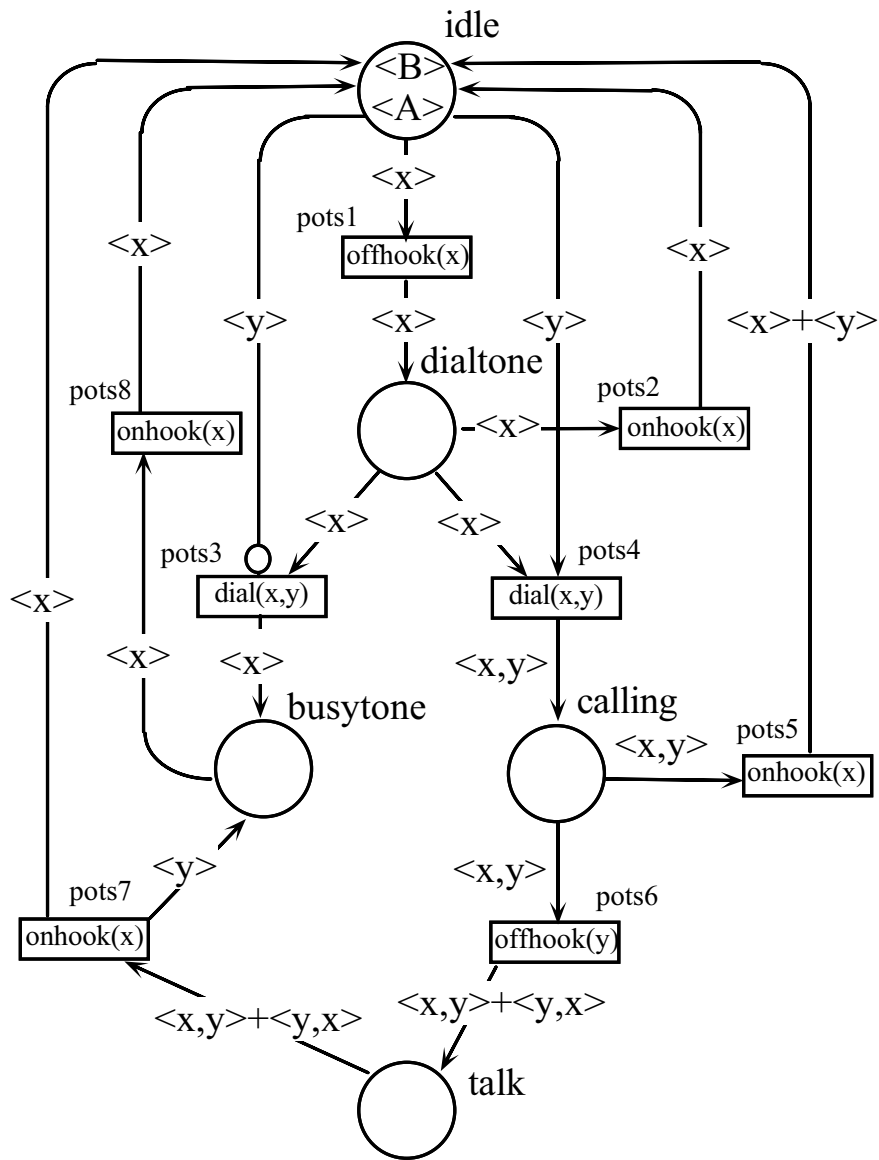 idle
<B>
<A>
<x>
pots1
offhook(x)
<x>
<x>
<y>
<x>
<y>
<x>+<y>
dialtone
pots8
pots2
onhook(x)
<x>
onhook(x)
<x>
<x>
pots3
pots4
<x>
dial(x,y)
dial(x,y)
<x>
<x>
<x,y>
busytone
calling
<x,y>
pots5
onhook(x)
<y>
<x,y>
pots7
pots6
onhook(x)
offhook(y)
<x,y>+<y,x>
<x,y>+<y,x>
talk